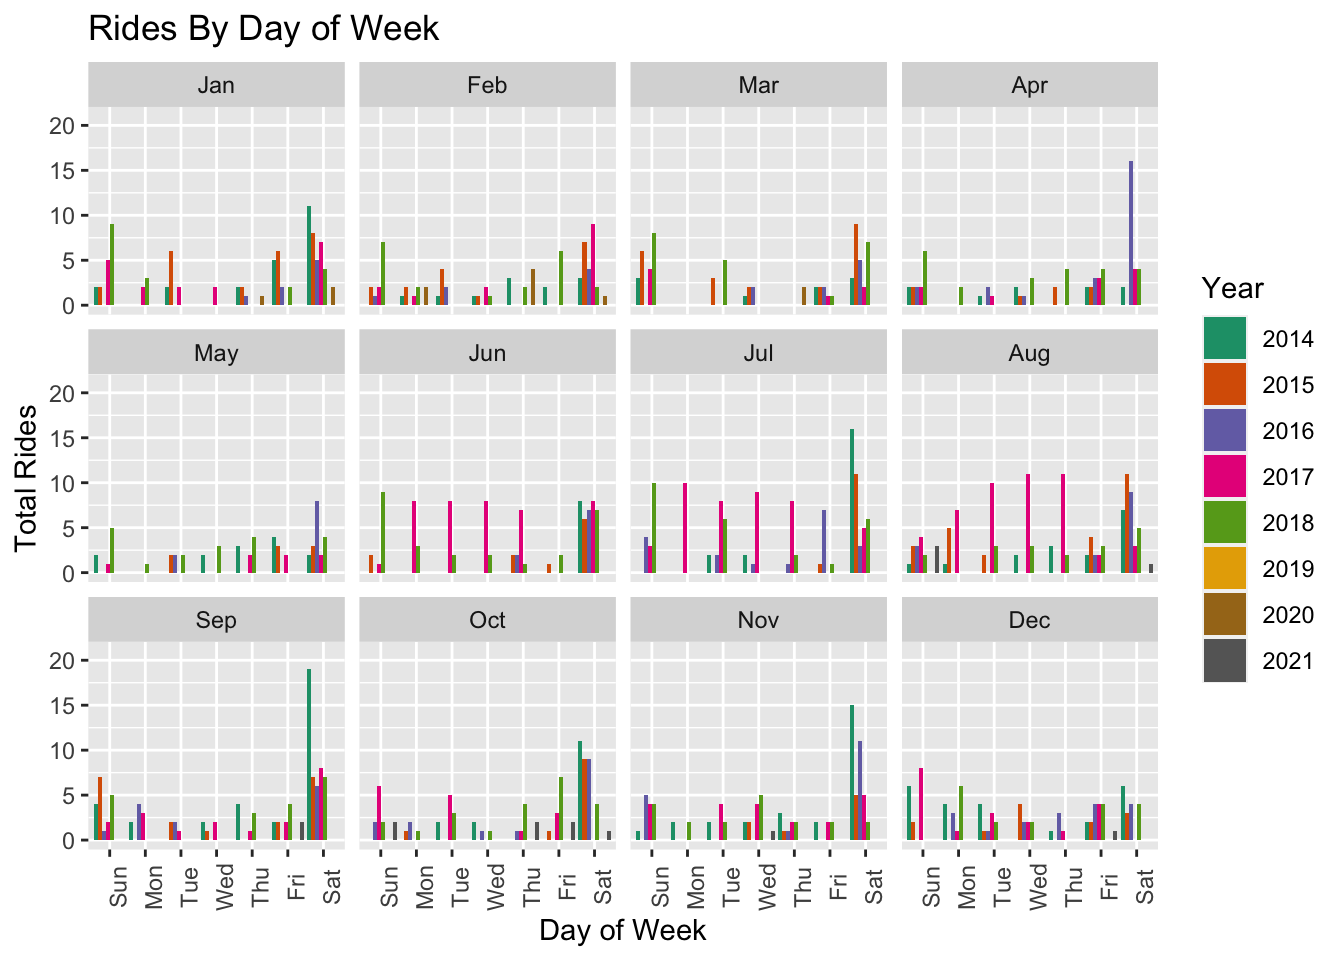 Rides By Day of Week
Jan Feb Mar Apr
20
15
10
5
0
May Jun Jul Aug
20
15
10
5
0
Sep Oct Nov Dec
20
15
10
5
0
Sun Mon Tue Wed Thu Fri Sat Sun Mon Tue Wed Thu Fri Sat Sun Mon Tue Wed Thu Fri Sat Sun Mon Tue Wed Thu Fri Sat
Day of Week
Total Rides
Year
2014
2015
2016
2017
2018
2019
2020
2021